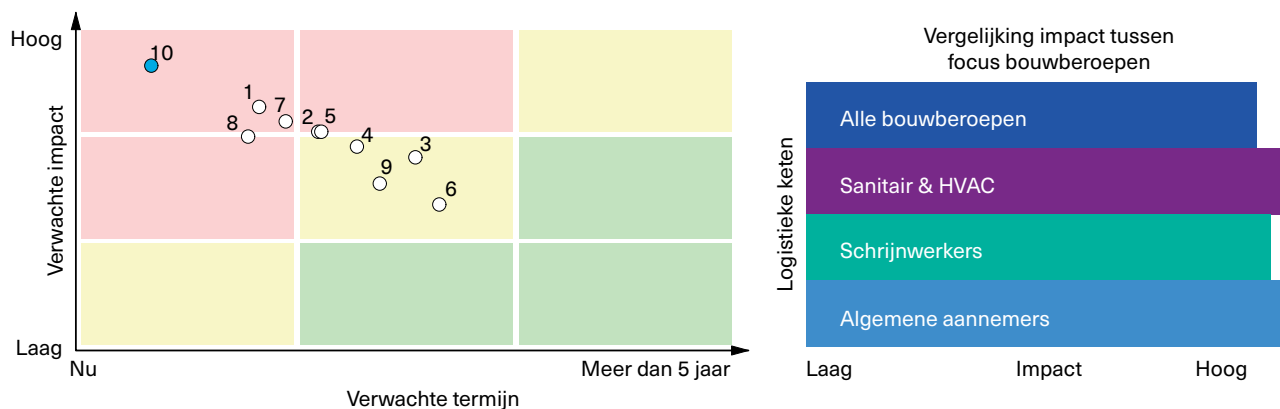 Hoog
10
1
7
2
5
8
4
3
9
6
Verwachte impact
Laag
Nu
Meer dan 5 jaar
Verwachte termijn
Vergelijking impact tussen
focus bouwberoepen
Logistieke keten
Alle bouwberoepen
Sanitair & HVAC
Schrijnwerkers
Algemene aannemers
Laag
Impact
Hoog